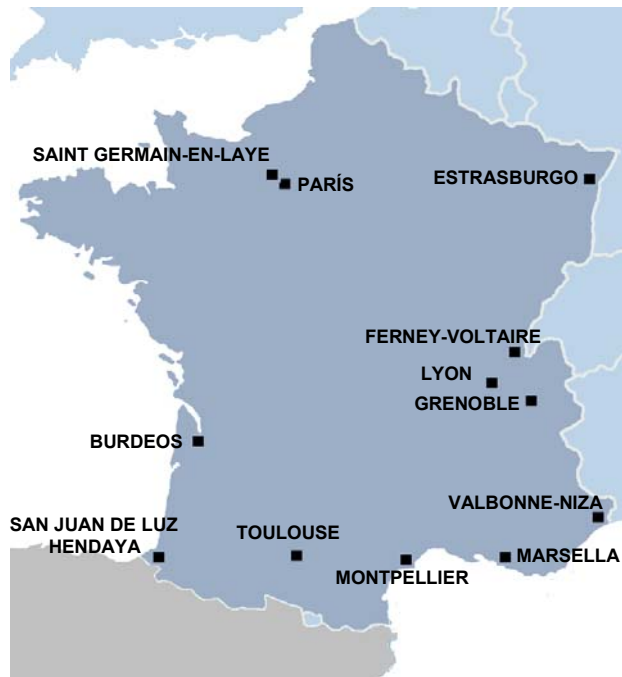 SAINT GERMAIN-EN-LAYE
PARÍS
ESTRASBURGO
FERNEY-VOLTAIRE
LYON
GRENOBLE
BURDEOS
VALBONNE-NIZA
SAN JUAN DE LUZ
HENDAYA
TOULOUSE
MARSELLA
MONTPELLIER